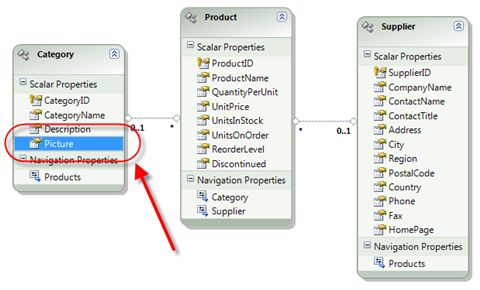 Category
Scalar Properties
CategoryID
CategoryName
Description
Picture
Navigation Properties
Products
0..1
*
Product
Scalar Properties
ProductID
ProductName
QuantityPerUnit
UnitPrice
UnitsInStock
UnitsOnOrder
ReorderLevel
Discontinued
Navigation Properties
Category
Supplier
*
0..1
Supplier
Scalar Properties
SupplierID
CompanyName
ContactName
ContactTitle
Address
City
Region
PostalCode
Country
Phone
Fax
HomePage
Navigation Properties
Products